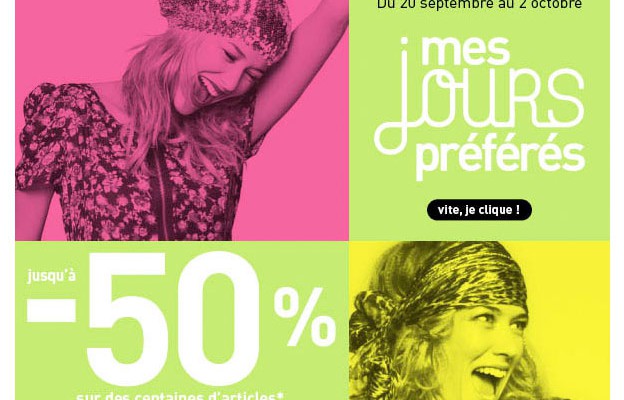 Du 20 septembre au 2 octobre
mes
jours
préférés
vite, je clique !
jusqu'à
-50%
sur des centaines d'articles*